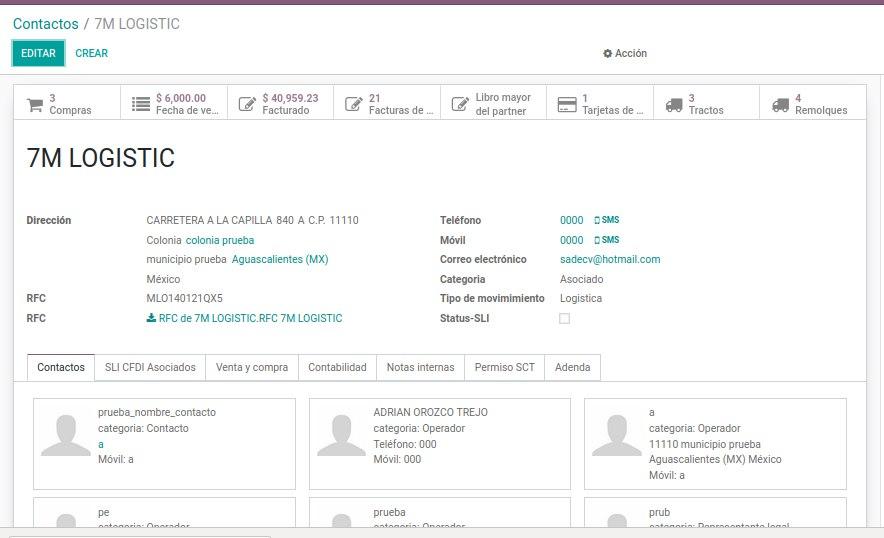 Contactos / 7M LOGISTIC
EDITAR CREAR Acción
3 Compras
$ 6,000.00 Fecha de ve...
$ 40,959.23 Facturado
21 Facturas de ...
Libro mayor del partner
1 Tarjetas de ...
3 Tractos
4 Remolques
7M LOGISTIC
Dirección CARRETERA A LA CAPILLA 840 A C.P. 11110
Colonia colonia prueba
municipio prueba Aguascalientes (MX)
México
RFC MLO140121QX5
RFC RFC de 7M LOGISTIC.RFC 7M LOGISTIC
Teléfono 0000 SMS
Móvil 0000 SMS
Correo electrónico sadecv@hotmail.com
Categoria Asociado
Tipo de movimimiento Logistica
Status-SLI
Contactos SLI CFDI Asociados Venta y compra Contabilidad Notas internas Permiso SCT Adenda
prueba_nombre_contacto
categoria: Contacto
a
Móvil: a
ADRIAN OROZCO TREJO
categoria: Operador
Teléfono: 000
Móvil: 000
a
categoria: Operador
11110 municipio prueba
Aguascalientes (MX) México
Móvil: a
pe
categoria: Operador
prueba
categoria: Operador
prub
categoria: Representante legal